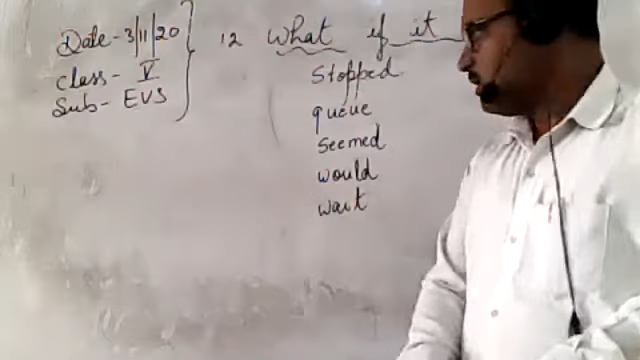 Date - 3/11/20
Class - V
Sub - EVS
12 What if it
Stopped
queue
Seemed
would
wait